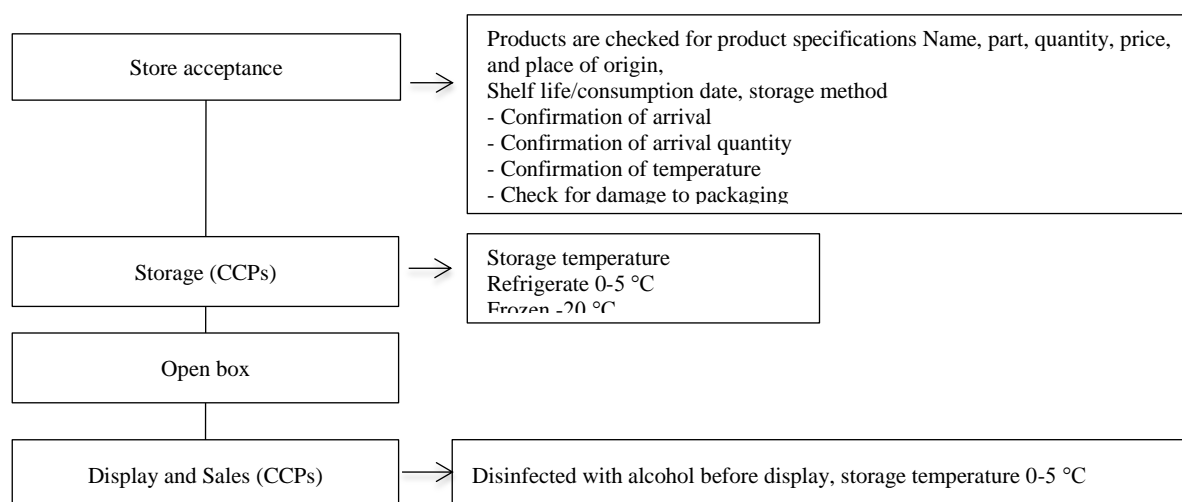 Store acceptance
Products are checked for product specifications Name, part, quantity, price,
and place of origin,
Shelf life/consumption date, storage method
- Confirmation of arrival
- Confirmation of arrival quantity
- Confirmation of temperature
- Check for damage to packaging
Storage (CCPs)
Storage temperature
Refrigerate 0-5 °C
Frozen -20 °C
Open box
Display and Sales (CCPs)
Disinfected with alcohol before display, storage temperature 0-5 °C